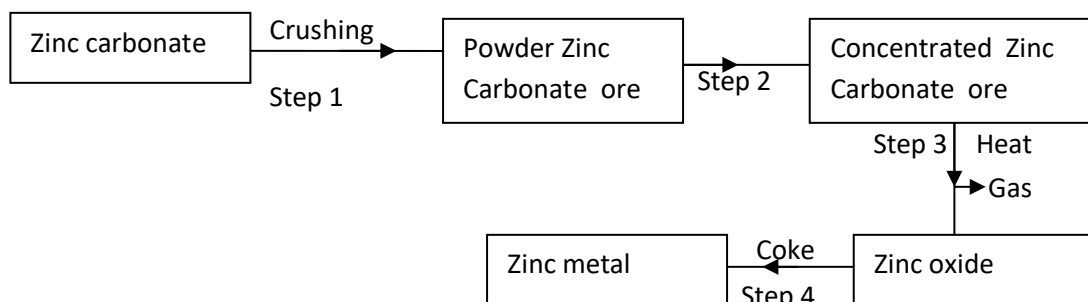 Zinc carbonate
Crushing
Step 1
Powder Zinc
Carbonate ore
Step 2
Concentrated Zinc
Carbonate ore
Step 3 Heat
Gas
Zinc metal
Coke
Step 4
Zinc oxide